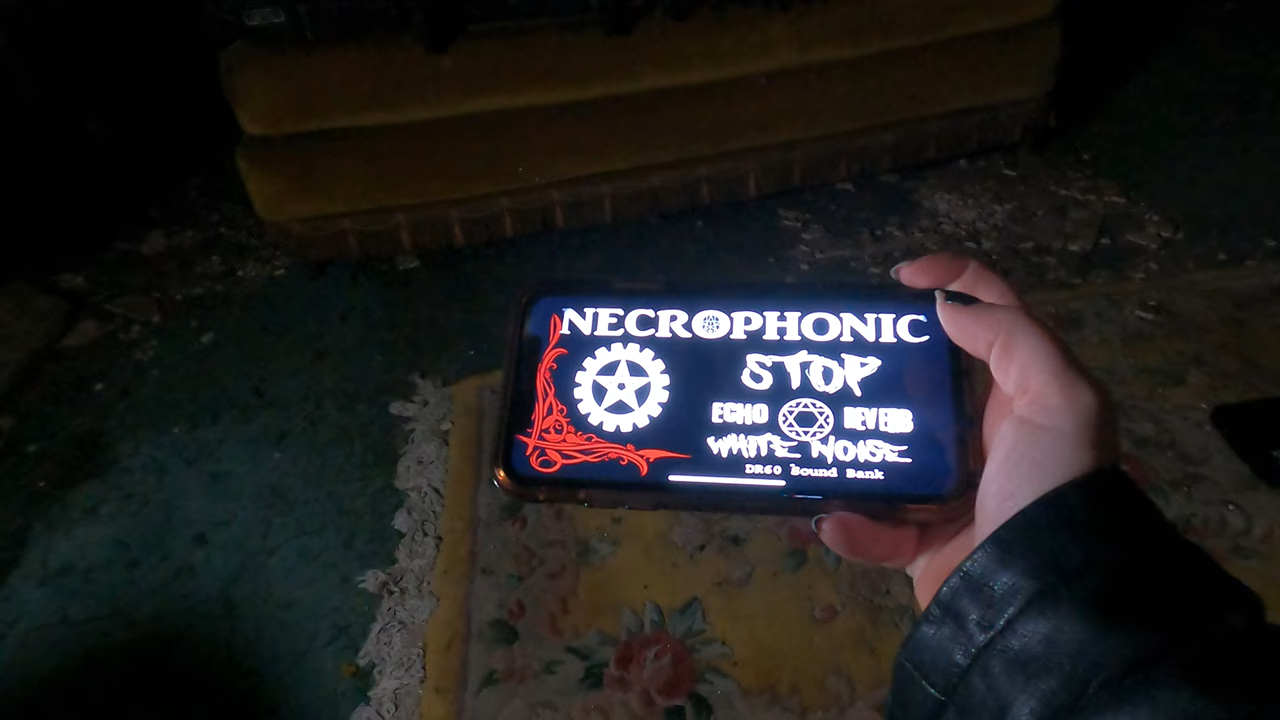 NECROPHONIC
STOP
ECHO REVERB
WHITE NOISE
DR60 Sound Bank